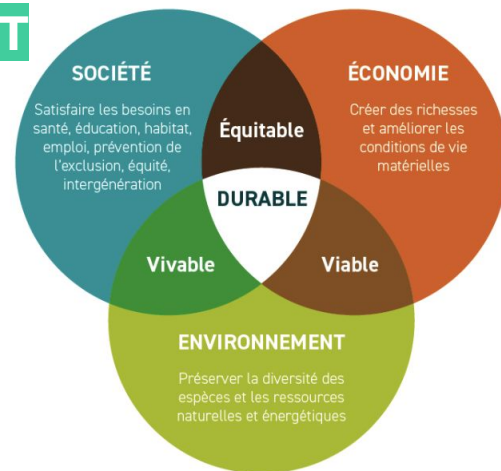 T
SOCIÉTÉ
Satisfaire les besoins en
santé, éducation, habitat,
emploi, prévention de
l'exclusion, équité,
intergénération
ÉCONOMIE
Créer des richesses
et améliorer les
conditions de vie
matérielles
Équitable
DURABLE
Vivable
Viable
ENVIRONNEMENT
Préserver la diversité des
espèces et les ressources
naturelles et énergétiques